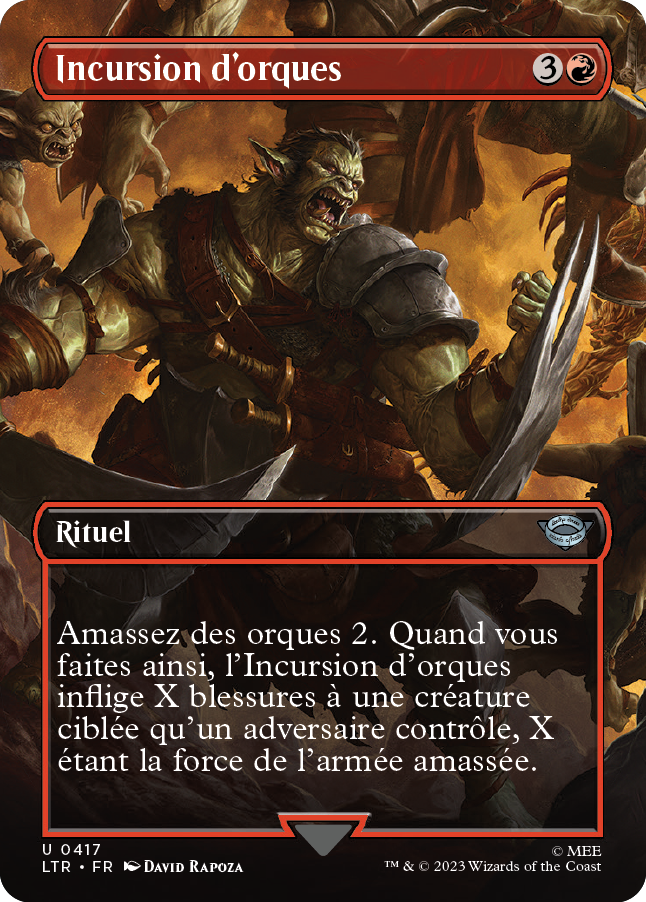 Incursion d'orques 3
Rituel
Amassez des orques 2. Quand vous
faites ainsi, l'Incursion d'orques
inflige X blessures à une créature
ciblée qu'un adversaire contrôle, X
étant la force de l'armée amassée.
U 0417
LTR • FR David Rapoza
© MEE
™ & © 2023 Wizards of the Coast